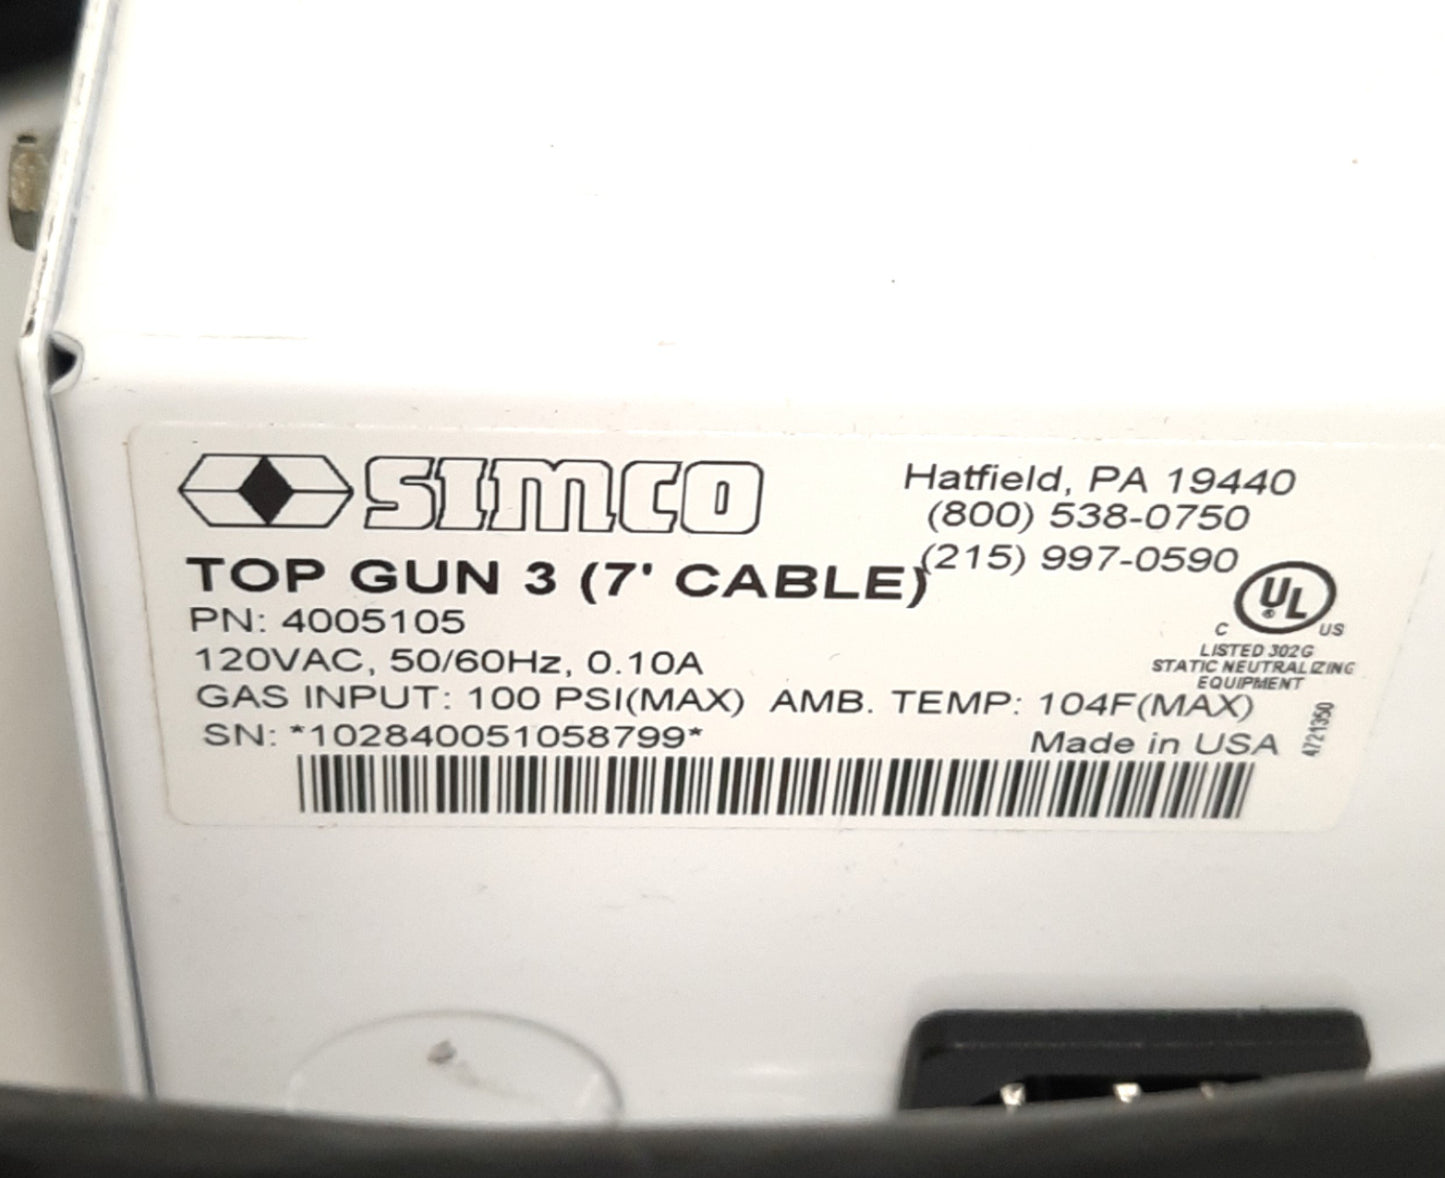 SIMCO
Hatfield, PA 19440
(800) 538-0750
(215) 997-0590
TOP GUN 3 (7' CABLE)
PN: 4005105
120VAC, 50/60Hz, 0.10A
GAS INPUT: 100 PSI(MAX) AMB. TEMP: 104F(MAX)
SN: *102840051058799*
Made in USA
C UL ® US
LISTED 302G
STATIC NEUTRALIZING
EQUIPMENT
4721350